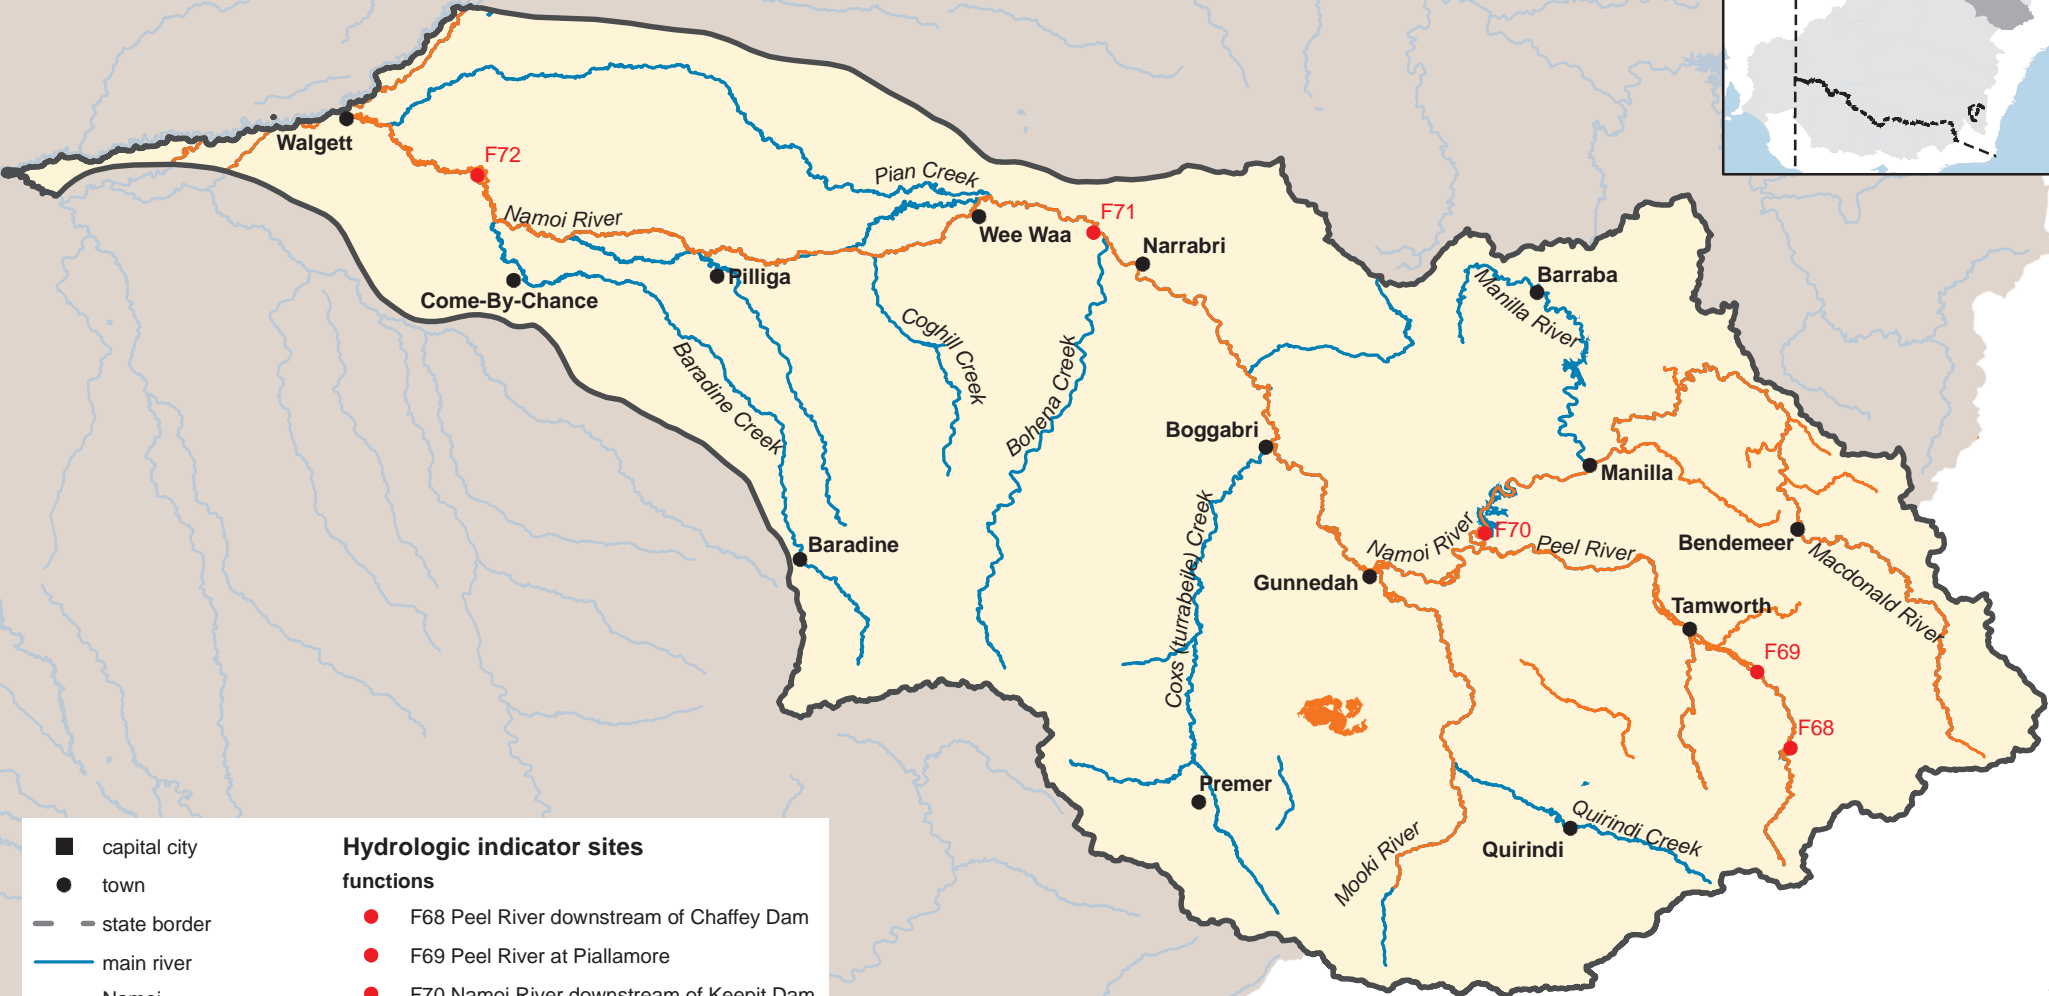 Walgett
F72
Pian Creek
Namoi River
F71
Wee Waa
Narrabri
Pilliga
Come-By-Chance
Barraba
Manilla River
Coghill Creek
Baradine Creek
Bohena Creek
Boggabri
Manilla
Coxs (turrabeile) Creek
Namoi River
F70
Peel River
Bendemeer
Macdonald River
Baradine
Gunnedah
Tamworth
F69
F68
Premer
Quirindi Creek
Quirindi
Mooki River
capital city
town
state border
main river
Namoi
Hydrologic indicator sites
functions
F68 Peel River downstream of Chaffey Dam
F69 Peel River at Piallamore
F70 Namoi River downstream of Keepit Dam